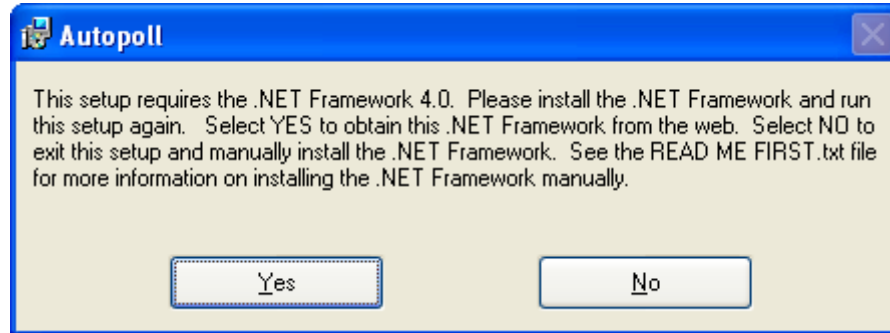 Autopoll
This setup requires the .NET Framework 4.0.  Please install the .NET Framework and run
this setup again.   Select YES to obtain this .NET Framework from the web.  Select NO to
exit this setup and manually install the .NET Framework.  See the READ ME FIRST.txt file
for more information on installing the .NET Framework manually.
Yes No